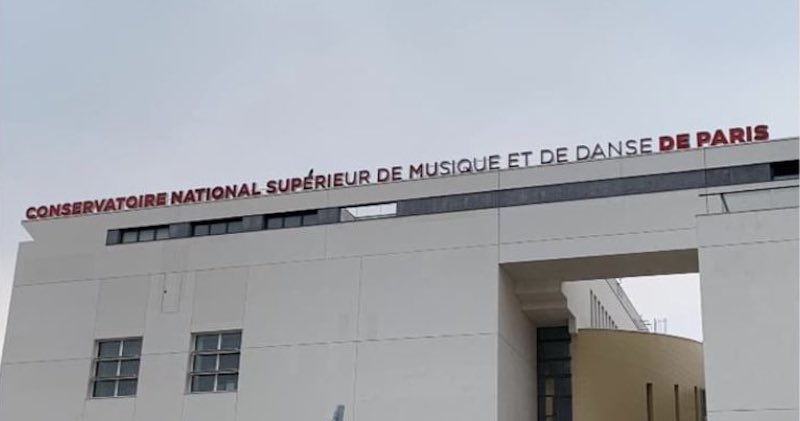 CONSERVATOIRE NATIONAL SUPÉRIEUR DE MUSIQUE ET DE DANSE DE PARIS